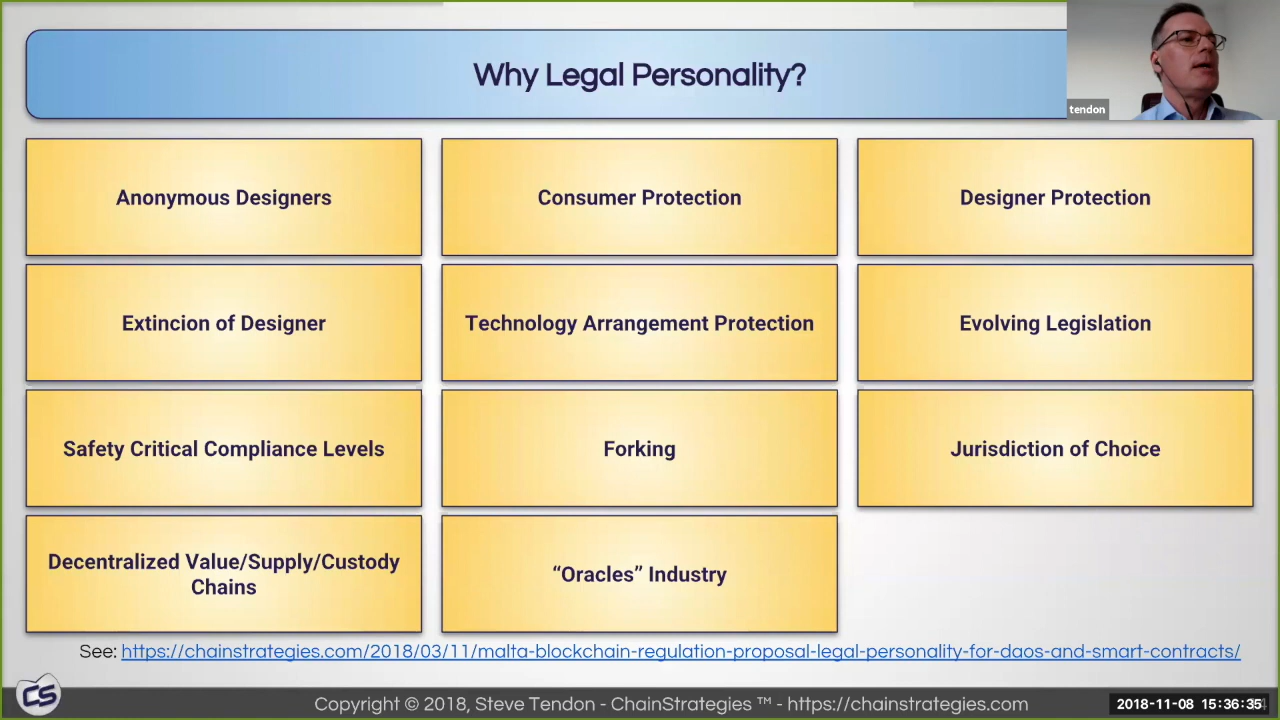 Why Legal Personality?
tendon
Anonymous Designers
Consumer Protection
Designer Protection
Extincion of Designer
Technology Arrangement Protection
Evolving Legislation
Safety Critical Compliance Levels
Forking
Jurisdiction of Choice
Decentralized Value/Supply/Custody
Chains
“Oracles” Industry
See: https://chainstrategies.com/2018/03/11/malta-blockchain-regulation-proposal-legal-personality-for-daos-and-smart-contracts/
CS
Copyright © 2018, Steve Tendon - ChainStrategies ™ - https://chainstrategies.com
2018-11-08 15:36:35